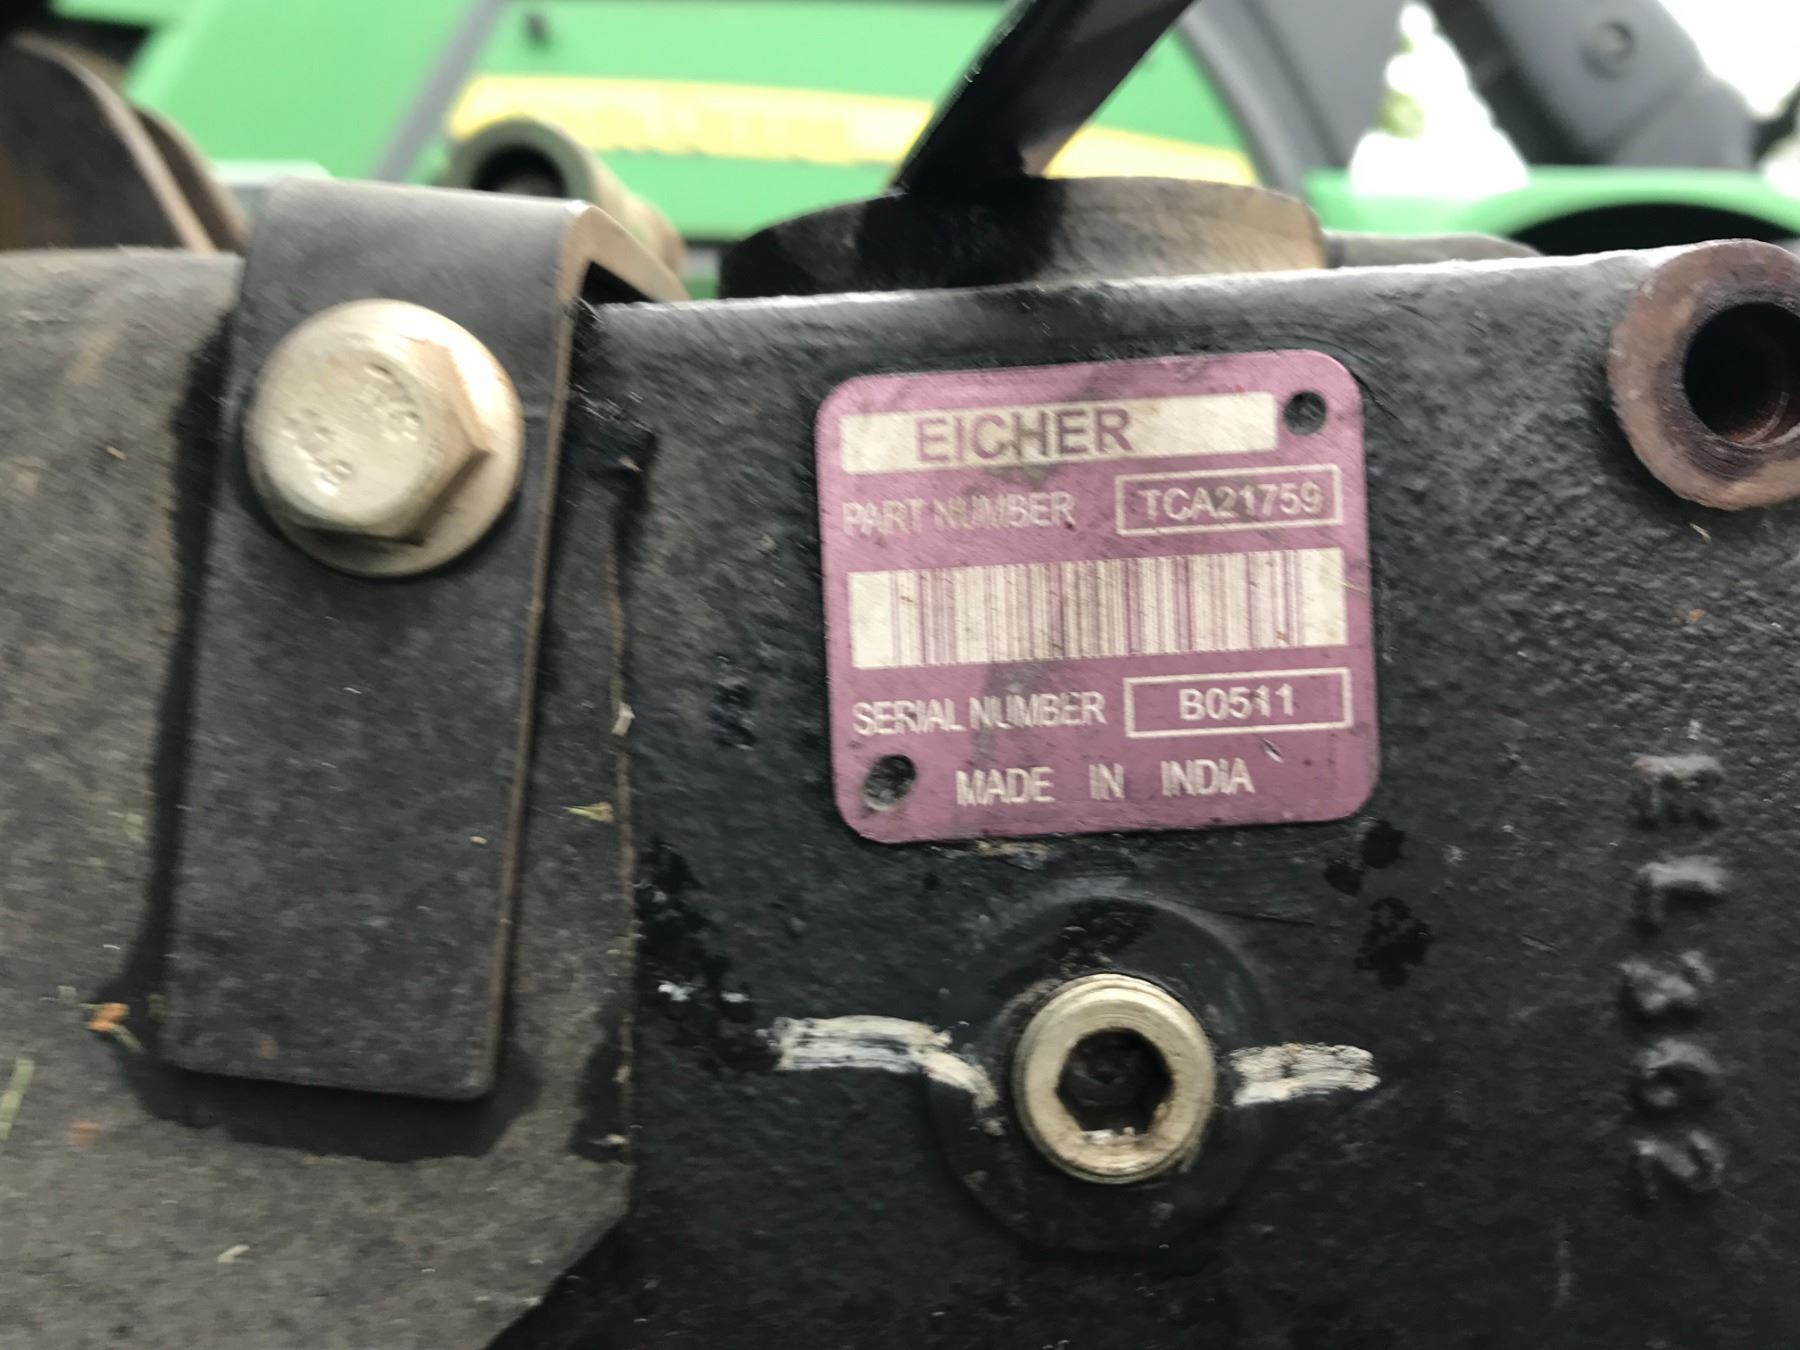 EICHER
PART NUMBER TCA21759
SERIAL NUMBER B0511
MADE IN INDIA